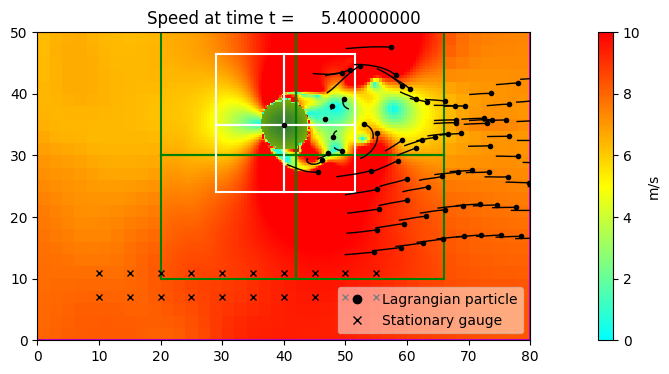 Speed at time t = 5.40000000
50
40
30
20
10
0
0 10 20 30 40 50 60 70 80
Lagrangian particle
Stationary gauge
10
8
6
4
2
0
m/s